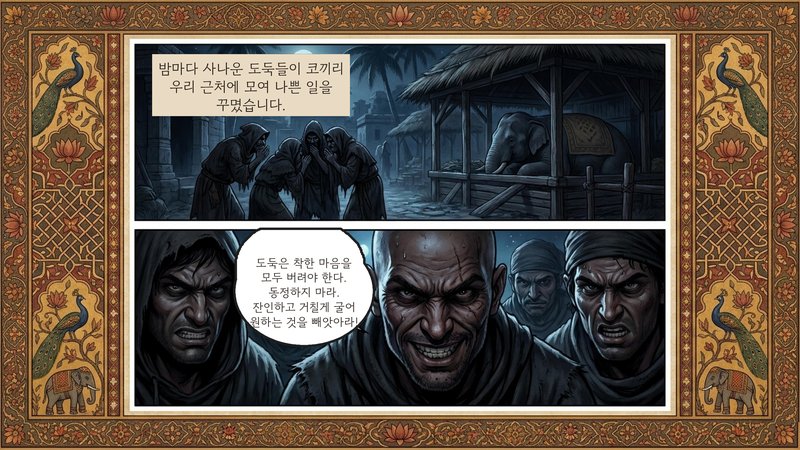 밤마다 사나운 도둑들이 코끼리
우리 근처에 모여 나쁜 일을
꾸몄습니다.
도둑은 착한 마음을
모두 버려야 한다.
동정하지 마라.
잔인하고 거칠게 굴어
원하는 것을 빼앗아라!